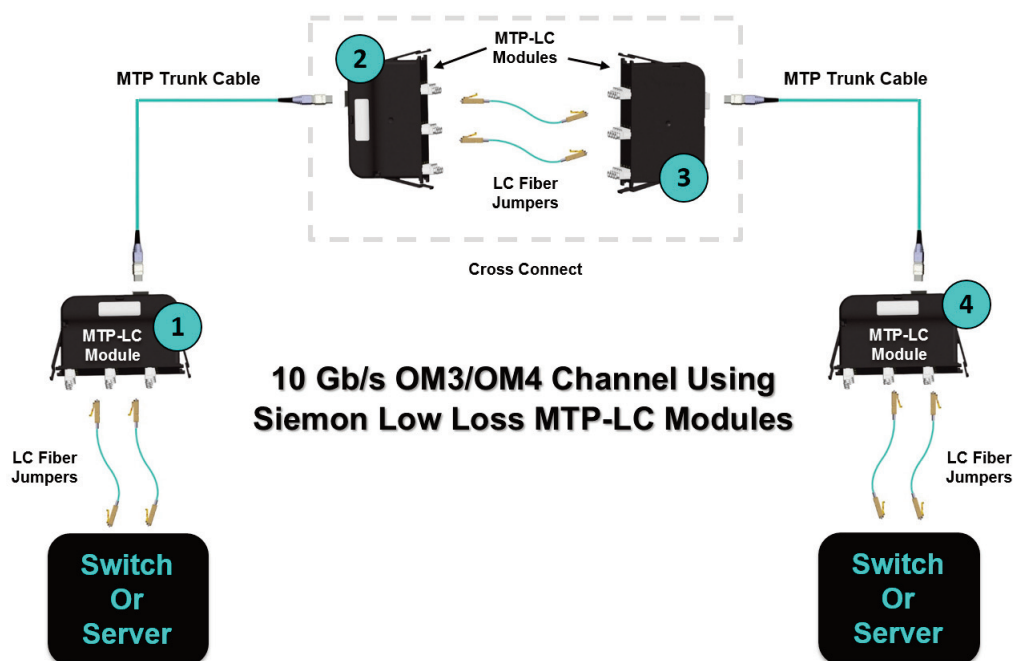 MTP-LC
Modules
2
MTP Trunk Cable
MTP Trunk Cable
3
LC Fiber
Jumpers
Cross Connect
1
MTP-LC
Module
4
MTP-LC
Module
10 Gb/s OM3/OM4 Channel Using
Siemon Low Loss MTP-LC Modules
LC Fiber
Jumpers
LC Fiber
Jumpers
Switch
Or
Server
Switch
Or
Server